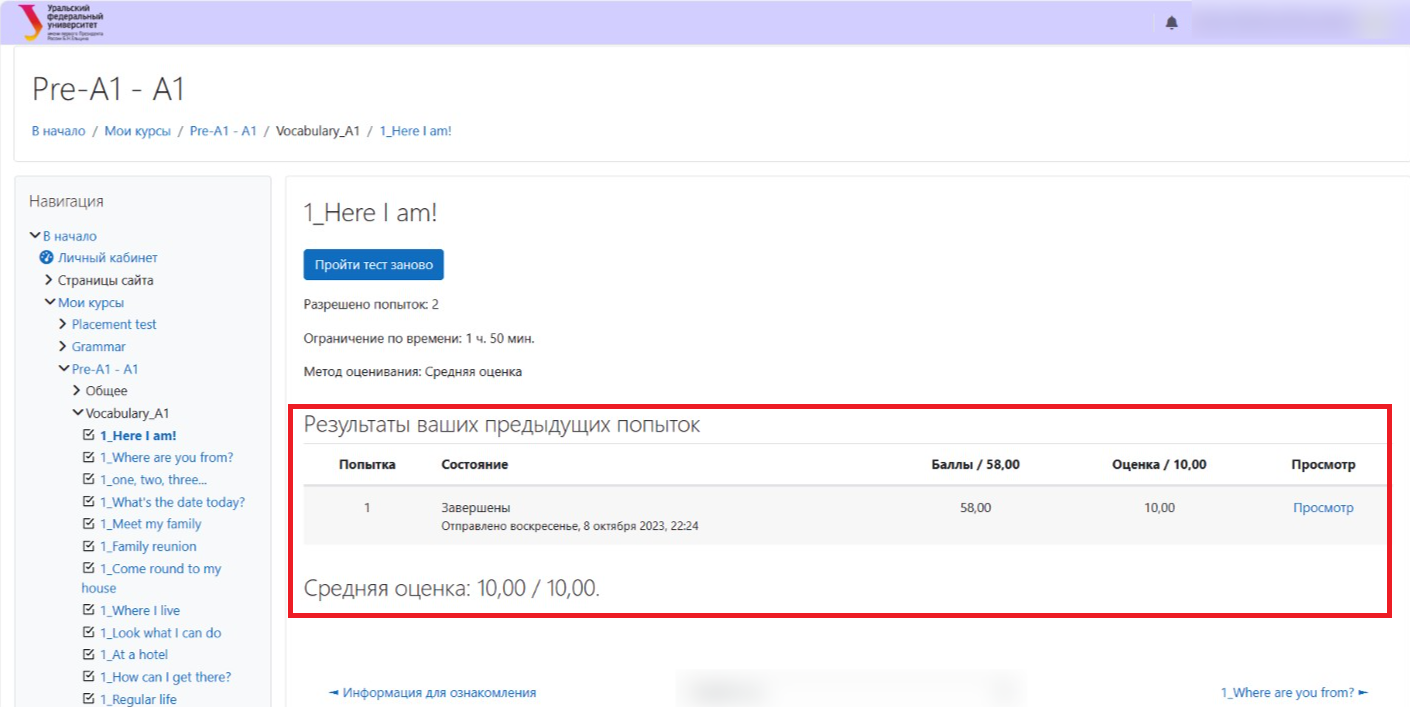 Уральский
федеральный
университет
имени первого Президента
России Б.Н.Ельцина
Pre-A1 - A1
В начало / Мои курсы / Pre-A1 - A1 / Vocabulary_A1 / 1_Here I am!
Навигация
В начало
Личный кабинет
Страницы сайта
Мои курсы
Placement test
Grammar
Pre-A1 - A1
Общее
Vocabulary_A1
1_Here I am!
1_Where are you from?
1_one, two, three...
1_What's the date today?
1_Meet my family
1_Family reunion
1_Come round to my
house
1_Where I live
1_Look what I can do
1_At a hotel
1_How can I get there?
1_Regular life
1_Here I am!
Пройти тест заново
Разрешено попыток: 2
Ограничение по времени: 1 ч. 50 мин.
Метод оценивания: Средняя оценка
Результаты ваших предыдущих попыток
Попытка Состояние Баллы / 58,00 Оценка / 10,00 Просмотр
1 Завершены 58,00 10,00 Просмотр
Отправлено воскресенье, 8 октября 2023, 22:24
Средняя оценка: 10,00 / 10,00.
◄ Информация для ознакомления 1_Where are you from? ►